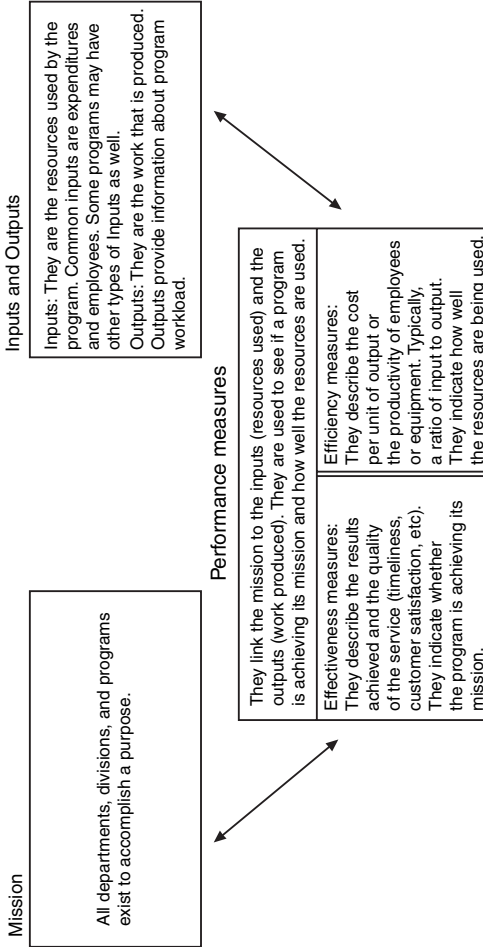 Mission
All departments, divisions, and programs
exist to accomplish a purpose.
Inputs and Outputs
Inputs: They are the resources used by the
program. Common inputs are expenditures
and employees. Some programs may have
other types of Inputs as well.
Outputs: They are the work that is produced.
Outputs provide information about program
workload.
Performance measures
They link the mission to the inputs (resources used) and the
outputs (work produced). They are used to see if a program
is achieving its mission and how well the resources are used.
Effectiveness measures:
They describe the results
achieved and the quality
of the service (timeliness,
customer satisfaction, etc).
They indicate whether
the program is achieving its
mission.
Efficiency measures:
They describe the cost
per unit of output or
the productivity of employees
or equipment. Typically,
a ratio of input to output.
They indicate how well
the resources are being used.